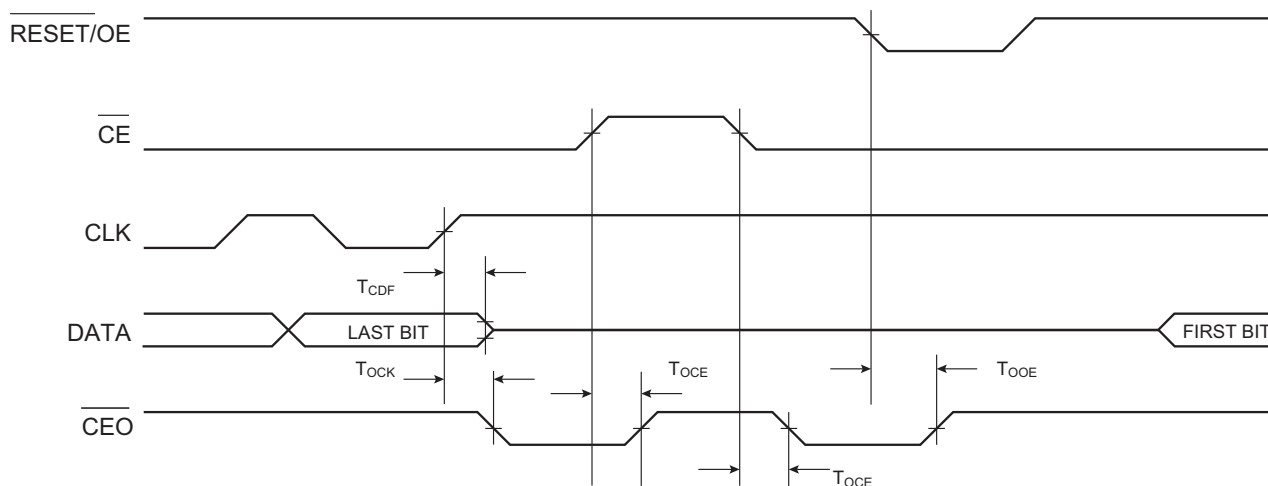 RESET/OE
CE
CLK
TCDF
DATA
LAST BIT
FIRST BIT
TOCK
TOCE
TOOE
CEO
TOCE